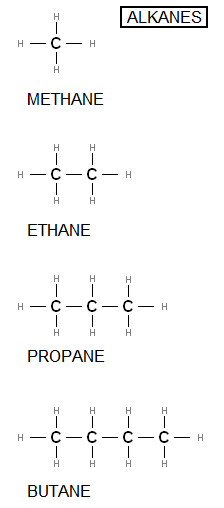 ALKANES
H
H C H
H
METHANE
H H
H C C H
H H
ETHANE
H H H
H C C C H
H H H
PROPANE
H H H H
H C C C C H
H H H H
BUTANE